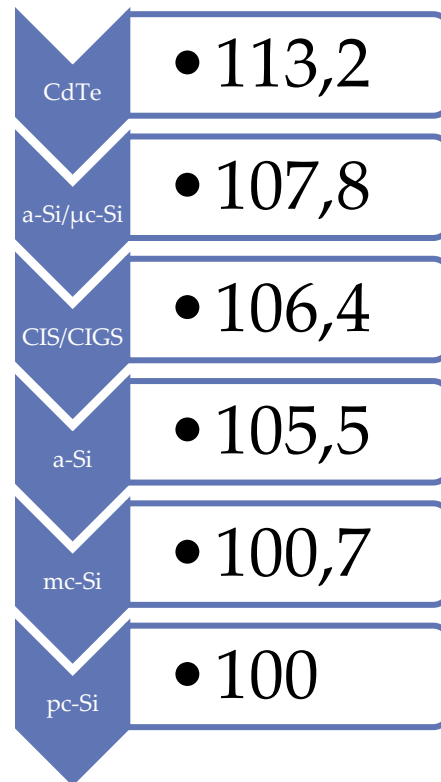 CdTe
• 113,2
a-Si/μc-Si
• 107,8
CIS/CIGS
• 106,4
a-Si
• 105,5
mc-Si
• 100,7
pc-Si
• 100